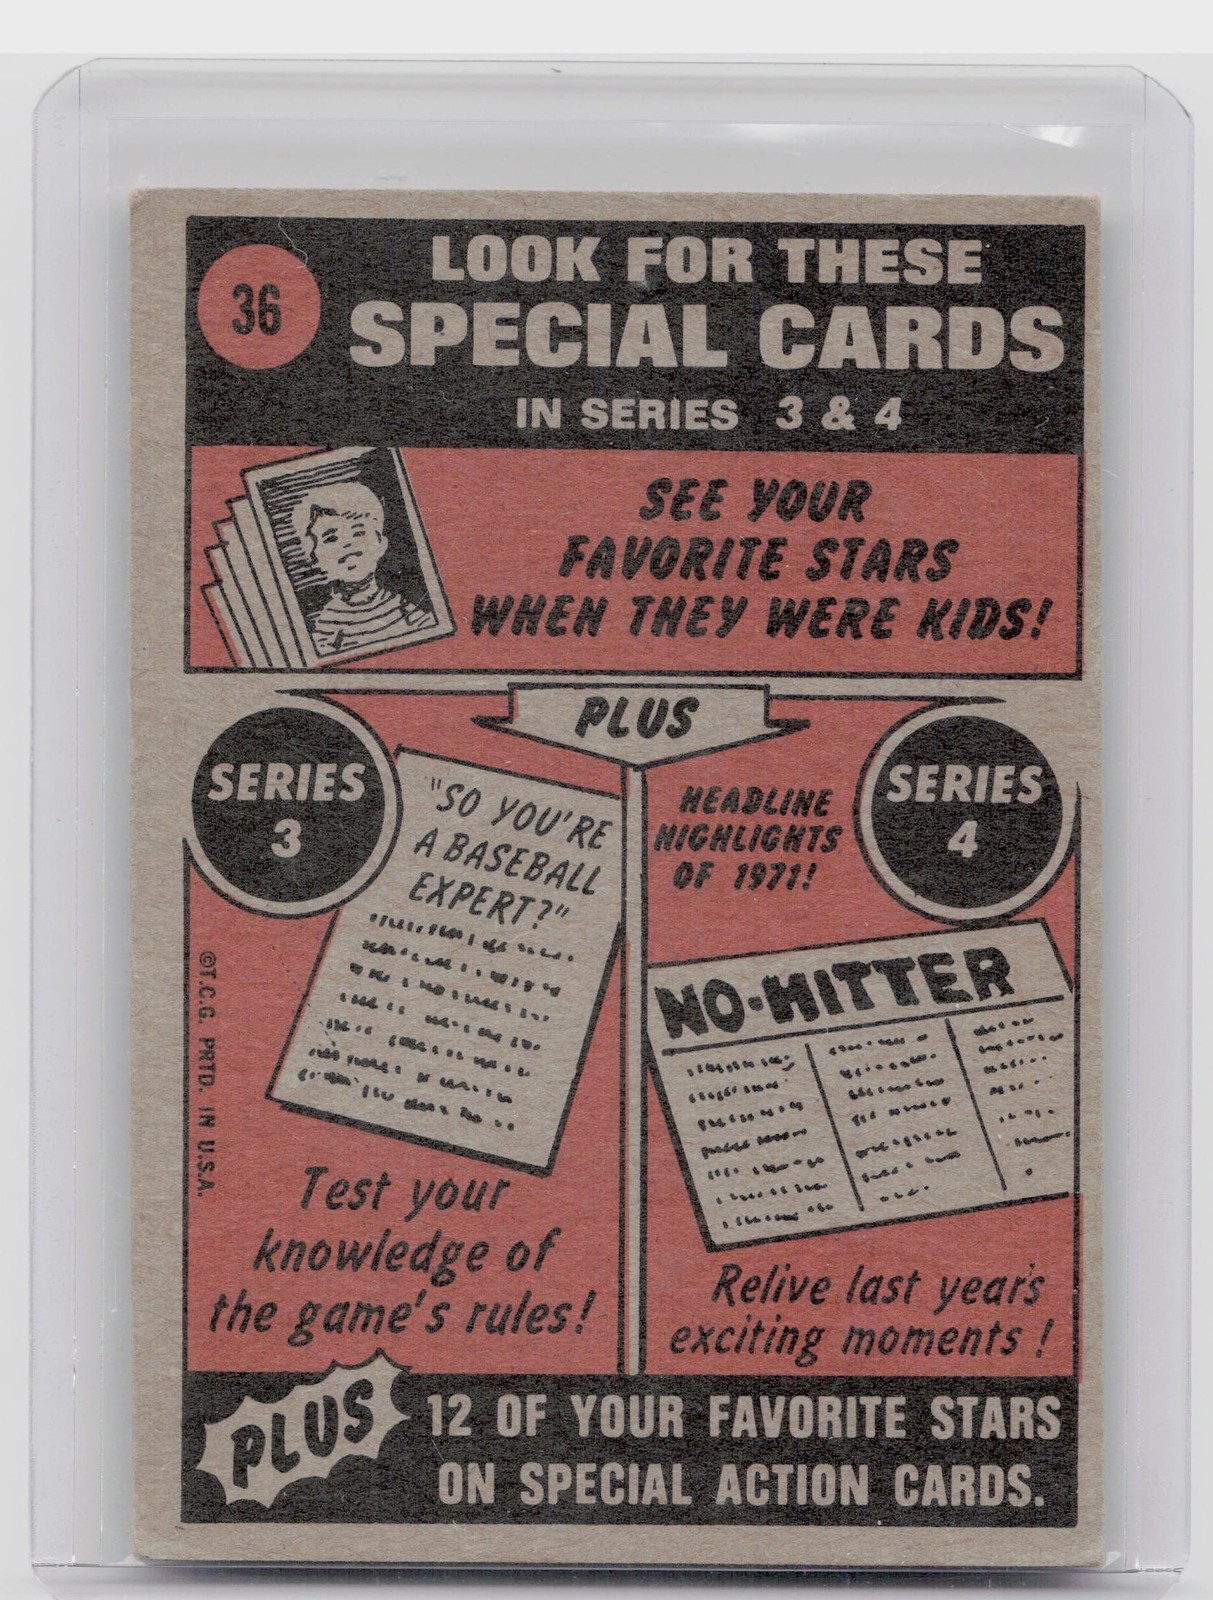 36
LOOK FOR THESE
SPECIAL CARDS
IN SERIES 3 & 4
SEE YOUR
FAVORITE STARS
WHEN THEY WERE KIDS!
PLUS
SERIES
3
"SO YOU'RE
A BASEBALL
EXPERT?"
Test your
knowledge of
the game's rules!
HEADLINE
HIGHLIGHTS
OF 1971!
SERIES
4
NO-HITTER
Relive last year's
exciting moments!
©T.C.G. PRTD. IN U.S.A.
PLUS
12 OF YOUR FAVORITE STARS
ON SPECIAL ACTION CARDS.